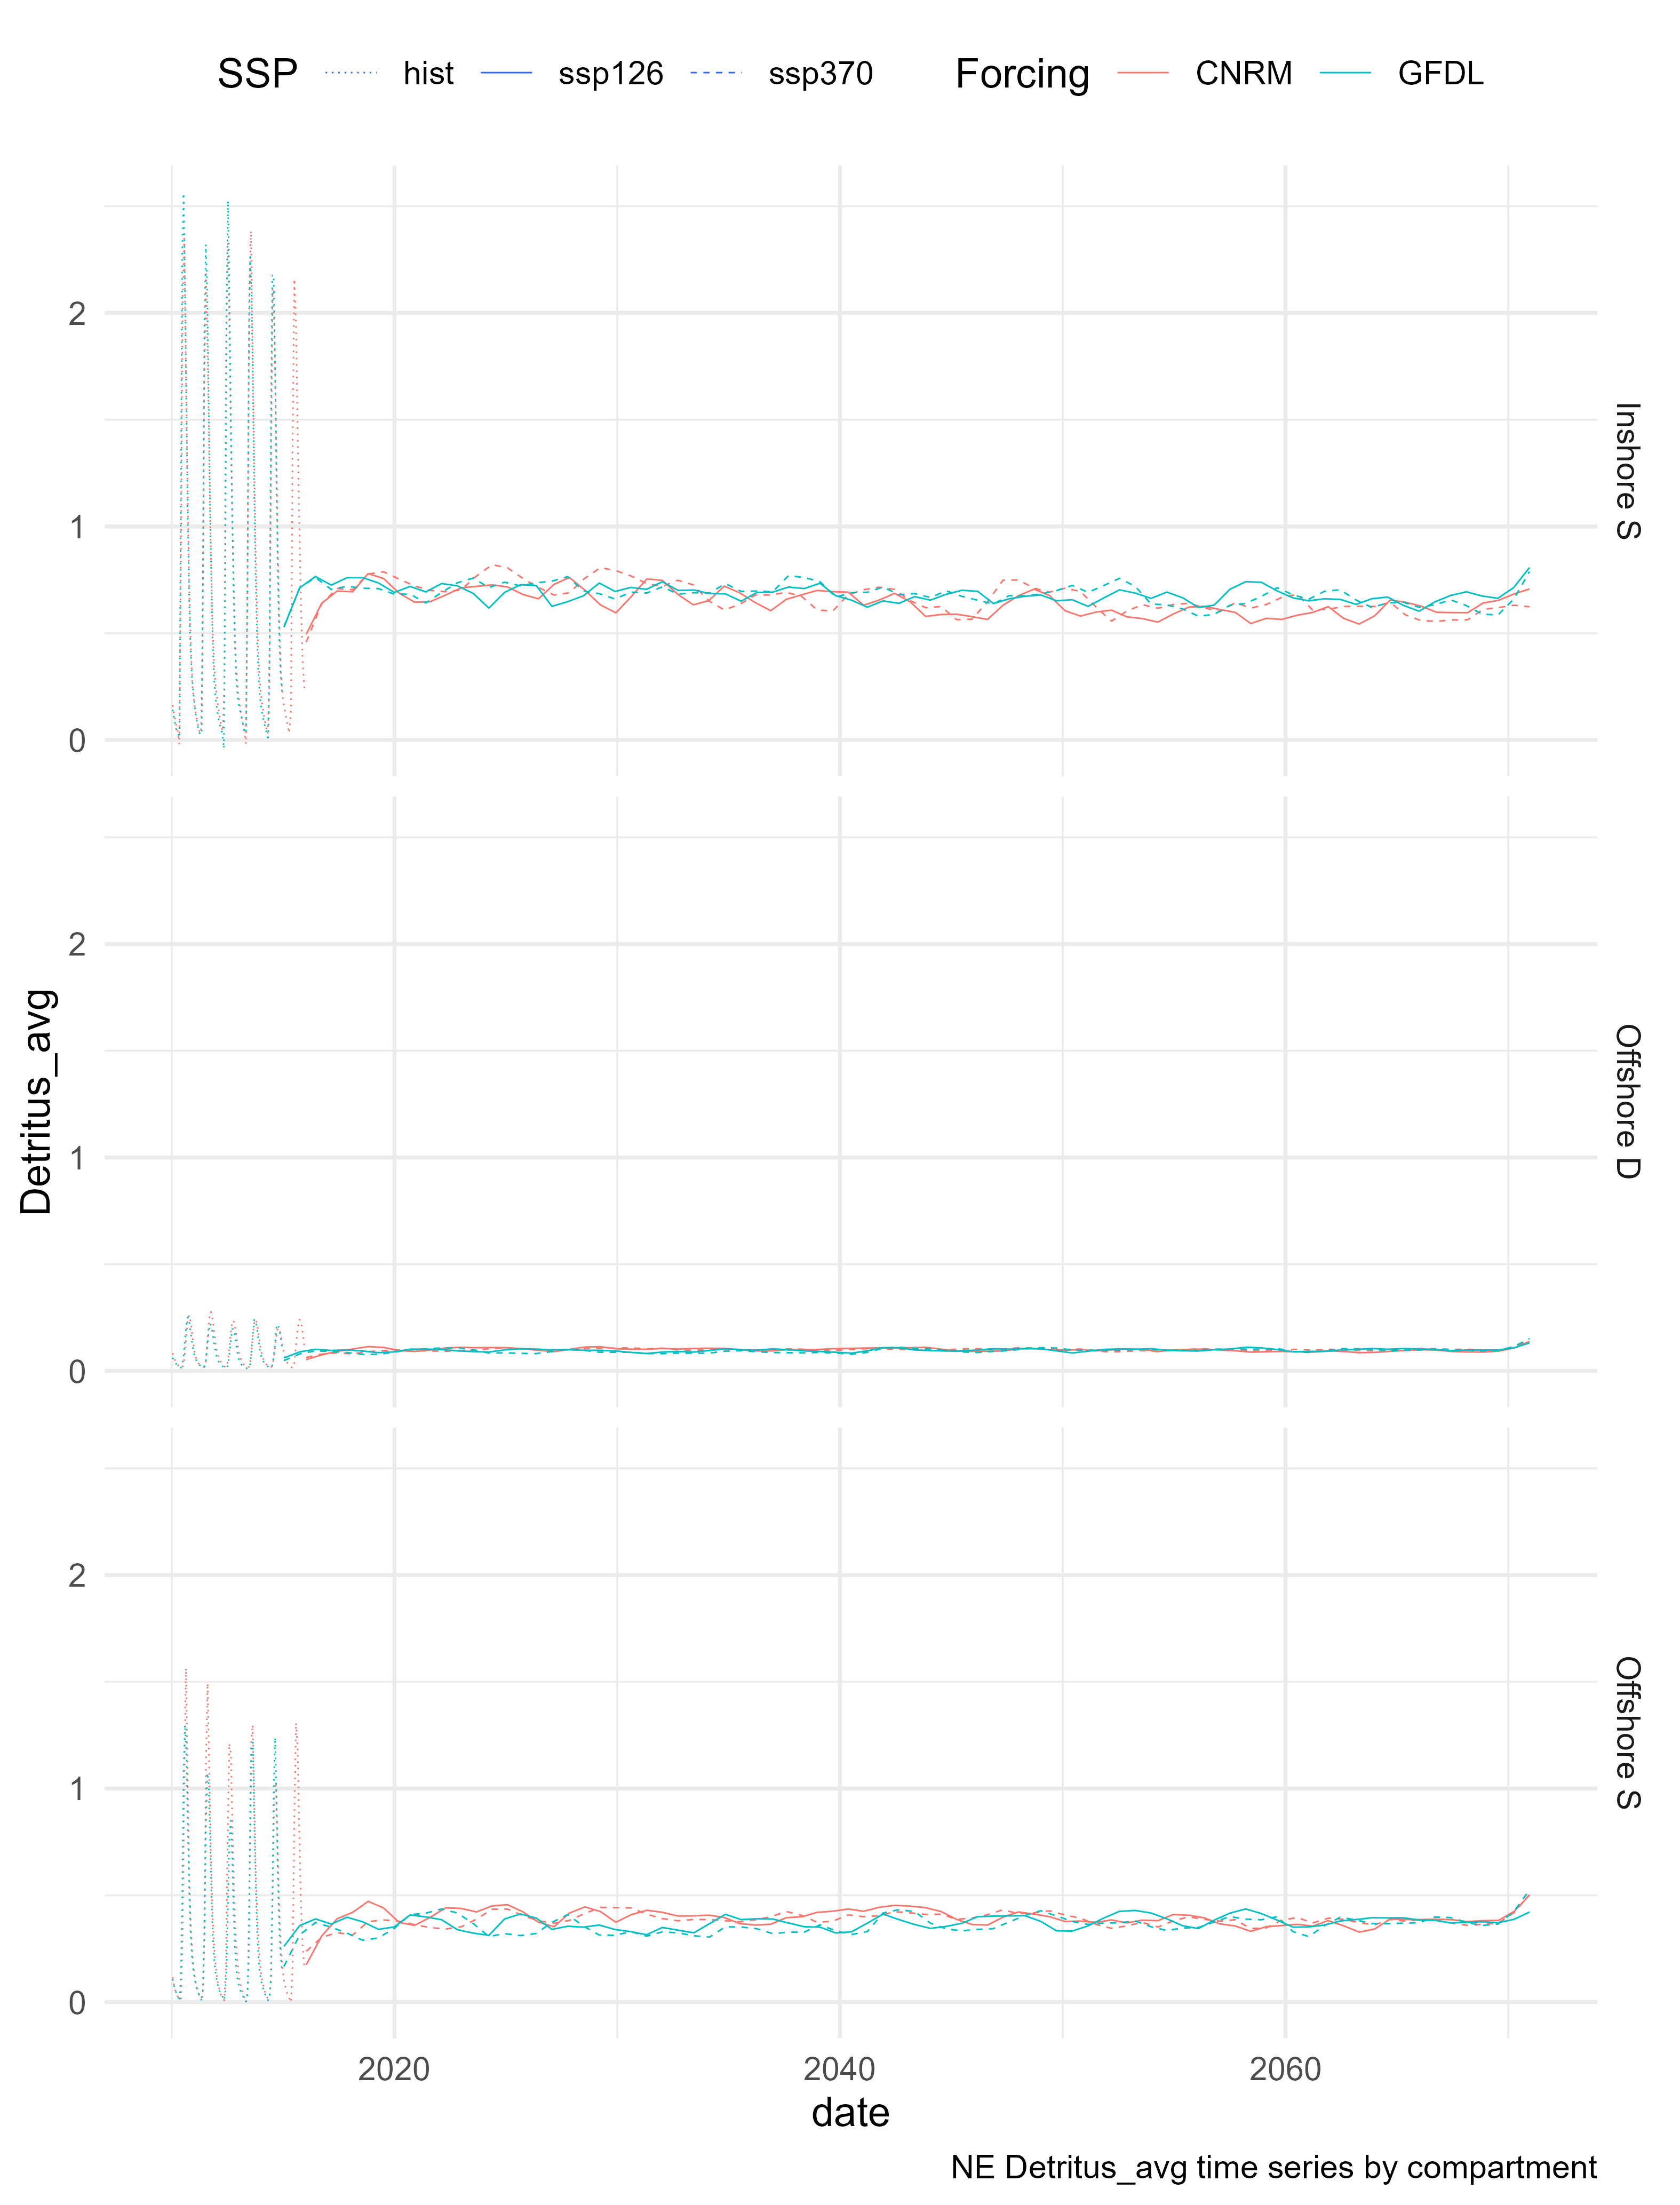 SSP hist ssp126 ssp370 Forcing CNRM GFDL
2
1
0
Inshore S
2
1
0
Offshore D
2
1
0
Offshore S
Detritus_avg
2020 2040 2060
date
NE Detritus_avg time series by compartment